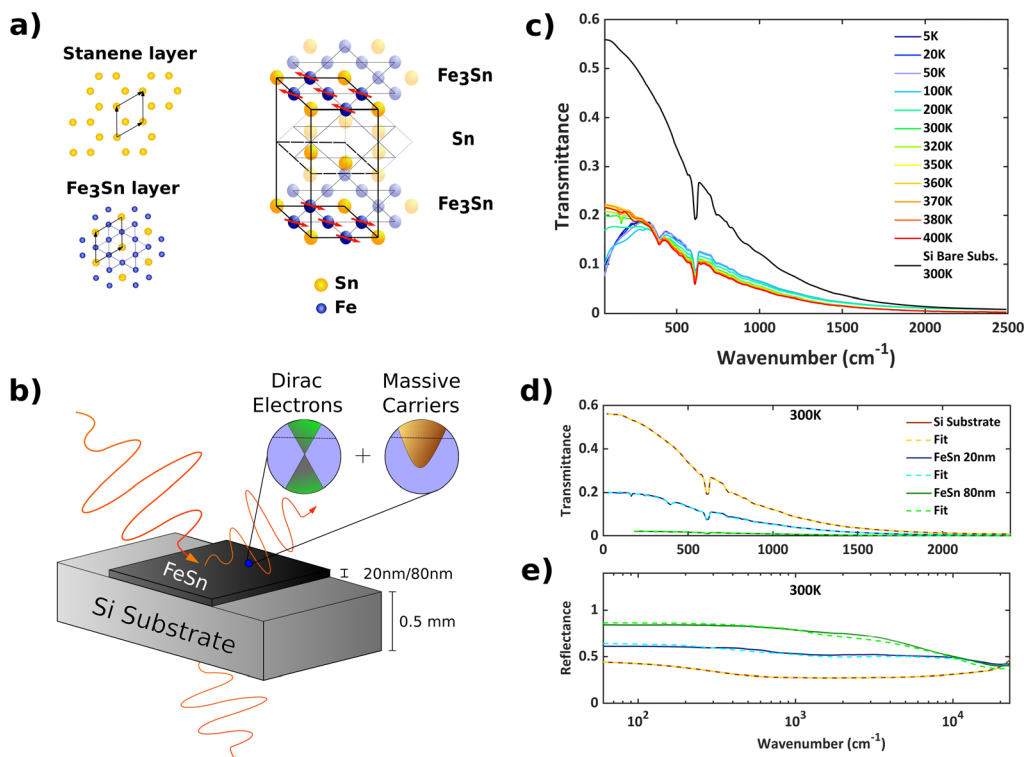 a)
Stanene layer
Fe3Sn layer
Fe3Sn
Sn
Fe3Sn
Sn
Fe
b)
Dirac
Electrons
Massive
Carriers
+
FeSn
Si Substrate
20nm/80nm
0.5 mm
c)
Transmittance
0.6
0.5
0.4
0.3
0.2
0.1
0
500
1000
1500
2000
2500
Wavenumber (cm-1)
5K
20K
50K
100K
200K
300K
320K
350K
360K
370K
380K
400K
Si Bare Subs.
300K
d)
300K
Transmittance
0.6
0.4
0.2
0
0
500
1000
1500
2000
Si Substrate
Fit
FeSn 20nm
Fit
FeSn 80nm
Fit
e)
300K
Reflectance
1
0.5
0
10^2
10^3
10^4
Wavenumber (cm-1)